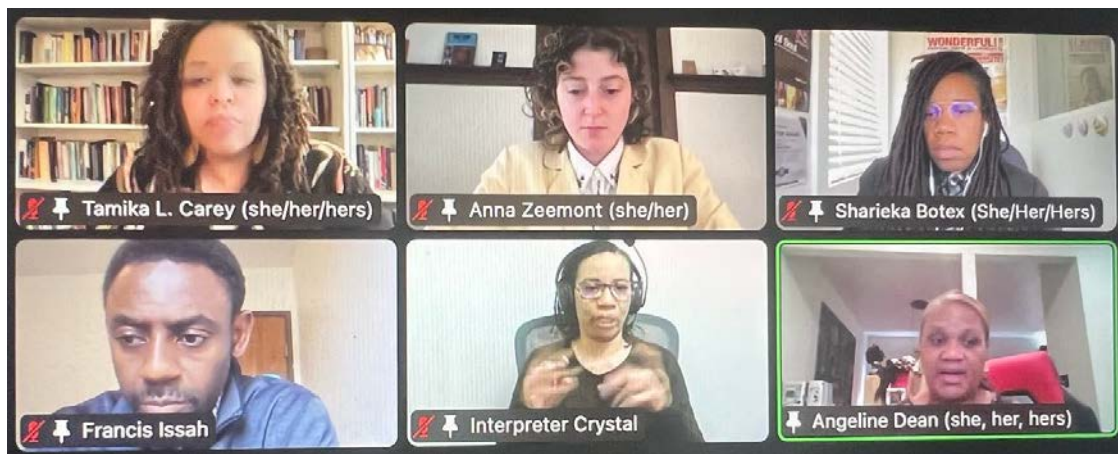 WONDERFUL!
Tamika L. Carey (she/her/hers)
Anna Zeemont (she/her)
Sharieka Botex (She/Her/Hers)
Francis Issah
Interpreter Crystal
Angeline Dean (she, her, hers)